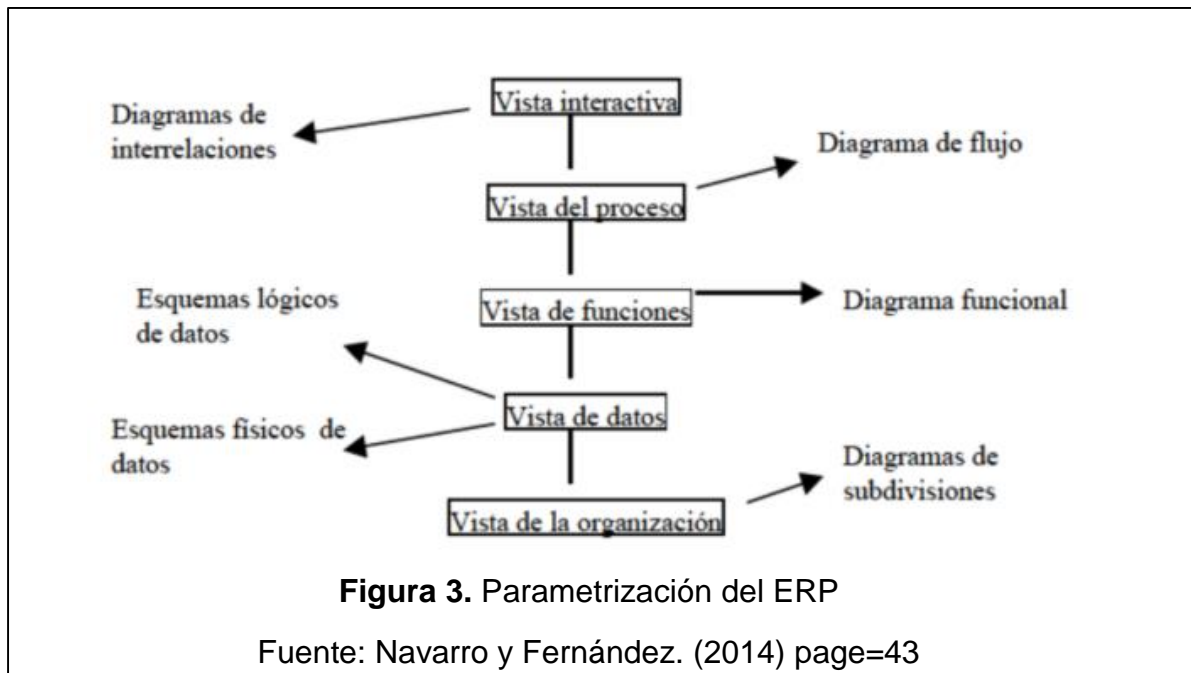 Vista interactiva
Diagramas de
interrelaciones
Diagrama de flujo
Vista del proceso
Esquemas lógicos
de datos
Vista de funciones
Diagrama funcional
Vista de datos
Esquemas físicos de
datos
Diagramas de
subdivisiones
Vista de la organización
Figura 3. Parametrización del ERP
Fuente: Navarro y Fernández. (2014) page=43